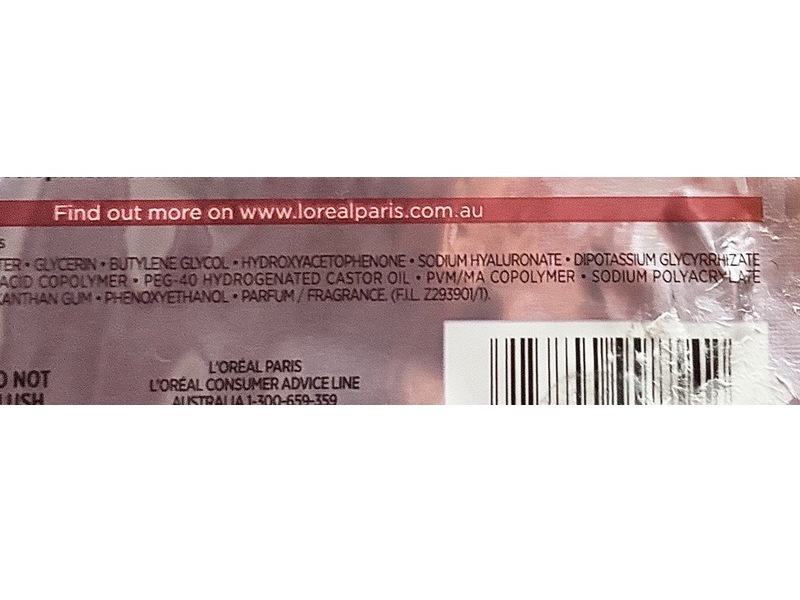 Find out more on www.lorealparis.com.au
S
TER • GLYCERIN • BUTYLENE GLYCOL • HYDROXYACETOPHENONE • SODIUM HYALURONATE • DIPOTASSIUM GLYCYRRHIZATE
ACID COPOLYMER • PEG-40 HYDROGENATED CASTOR OIL • PVM/MA COPOLYMER • SODIUM POLYACRYLATE
XANTHAN GUM • PHENOXYETHANOL • PARFUM / FRAGRANCE. (F.I.L. Z293901/1).
L'ORÉAL PARIS
O NOT
L'ORÉAL CONSUMER ADVICE LINE
LUSH
AUSTRALIA 1-300-659-359